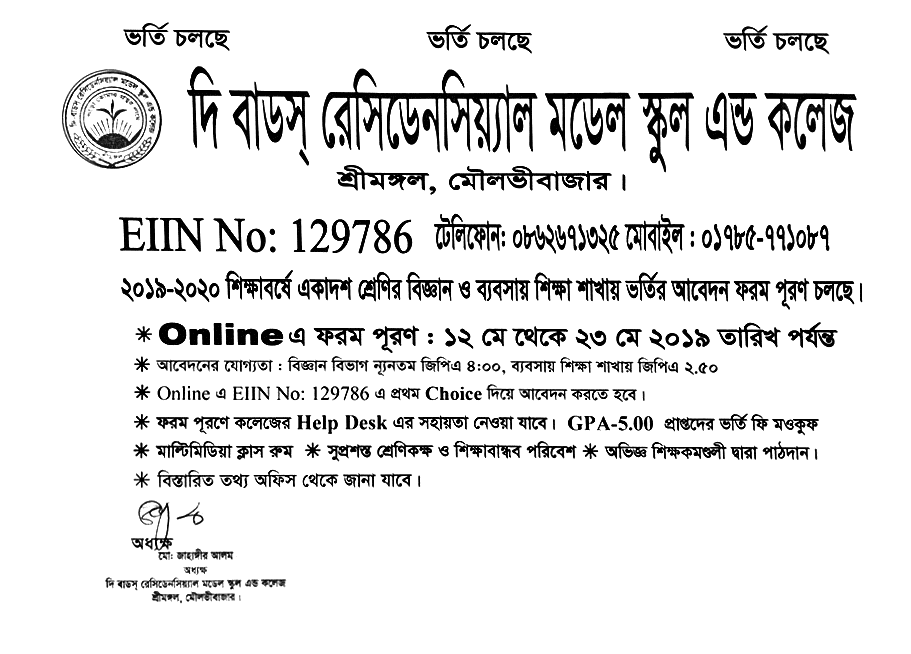 ভর্তি চলছে ভর্তি চলছে ভর্তি চলছে
দি বাডস্ রেসিডেনসিয়্যাল মডেল স্কুল এন্ড কলেজ
শ্রীমঙ্গল, মৌলভীবাজার।
EIIN No: 129786 টেলিফোন: ০৮৬২৬৭১৩২৫ মোবাইল : ০১৭৮৫-৭৭১০৮৭
২০১৯-২০২০ শিক্ষাবর্ষে একাদশ শ্রেণির বিজ্ঞান ও ব্যবসায় শিক্ষা শাখায় ভর্তির আবেদন ফরম পূরণ চলছে।
* Online এ ফরম পূরণ : ১২ মে থেকে ২৩ মে ২০১৯ তারিখ পর্যন্ত
* আবেদনের যোগ্যতা : বিজ্ঞান বিভাগ ন্যূনতম জিপিএ ৪:০০, ব্যবসায় শিক্ষা শাখায় জিপিএ ২.৫০
* Online এ EIIN No: 129786 এ প্রথম Choice দিয়ে আবেদন করতে হবে।
* ফরম পূরণে কলেজের Help Desk এর সহায়তা নেওয়া যাবে। GPA-5.00 প্রাপ্তদের ভর্তি ফি মওকুফ
* মাল্টিমিডিয়া ক্লাস রুম * সুপ্রশস্ত শ্রেণিকক্ষ ও শিক্ষাবান্ধব পরিবেশ * অভিজ্ঞ শিক্ষকমণ্ডলী দ্বারা পাঠদান।
* বিস্তারিত তথ্য অফিস থেকে জানা যাবে।
অধ্যক্ষ
মো: জাহাঙ্গীর আলম
অধ্যক্ষ
দি বাডস রেসিডেনসিয়্যাল মডেল স্কুল এন্ড কলেজ
শ্রীমঙ্গল, মৌলভীবাজার।